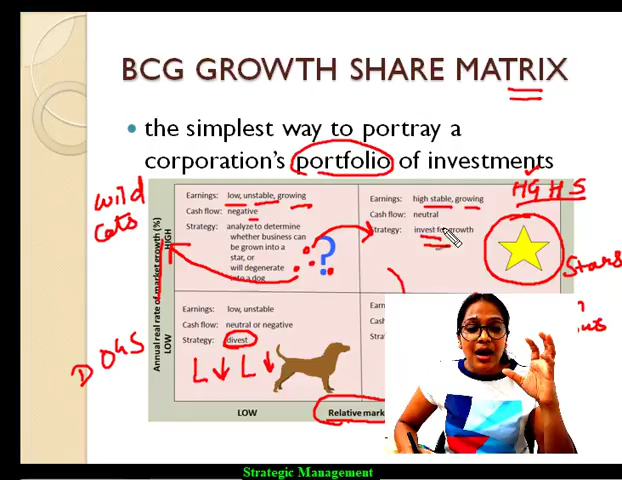 BCG GROWTH SHARE MATRIX
• the simplest way to portray a
corporation's portfolio of investments
Wild
Cats
Annual real rate of market growth (%)
HIGH
LOW
Earnings: low, unstable, growing
Cash flow: negative
Strategy: analyze to determine
whether business can
be grown into a
star, or
will degenerate
into a dog
?
HGHS
Earnings: high stable, growing
Cash flow: neutral
Strategy: invest for growth
Stars
DOGS
Earnings: low, unstable
Cash flow: neutral or negative
Strategy: divest
L L
LOW
Relative mark
Strategic Management